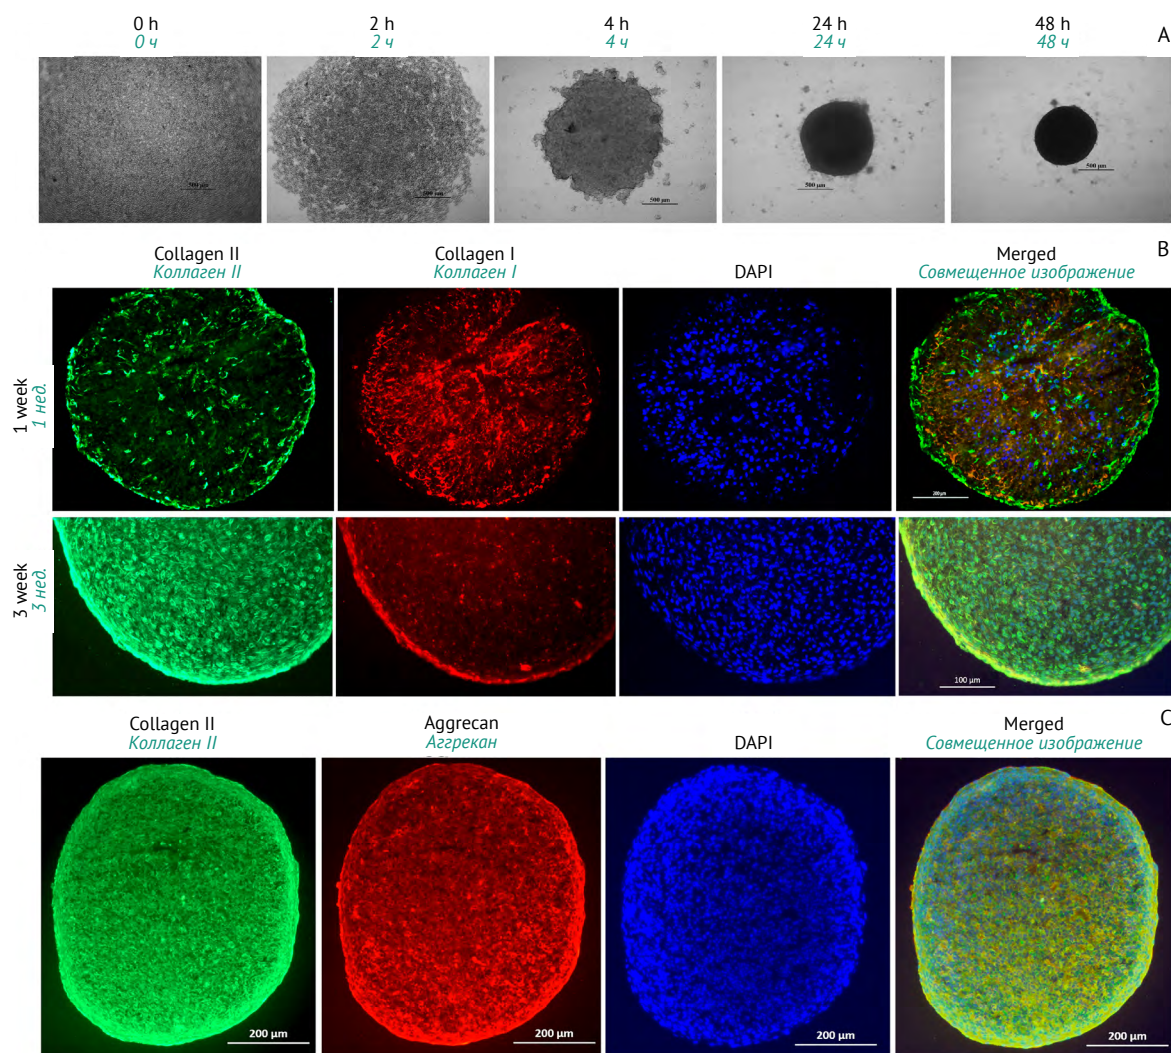 0 h
0 ч
2 h
2 ч
4 h
4 ч
24 h
24 ч
48 h
48 ч
A
500 µm
500 µm
500 µm
500 µm
500 µm
B
Collagen II
Коллаген II
Collagen I
Коллаген I
DAPI
Merged
Совмещенное изображение
1 week
1 нед.
200 µm
3 week
3 нед.
100 µm
C
Collagen II
Коллаген II
Aggrecan
Аггрекан
DAPI
Merged
Совмещенное изображение
200 µm
200 µm
200 µm
200 µm